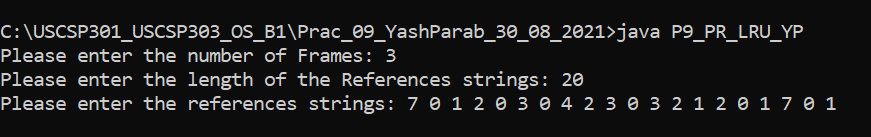 C:\USCSP301_USCSP303_OS_B1\Prac_09_YashParab_30_08_2021>java P9_PR_LRU_YP
Please enter the number of Frames: 3
Please enter the length of the References strings: 20
Please enter the references strings: 7 0 1 2 0 3 0 4 2 3 0 3 2 1 2 0 1 7 0 1